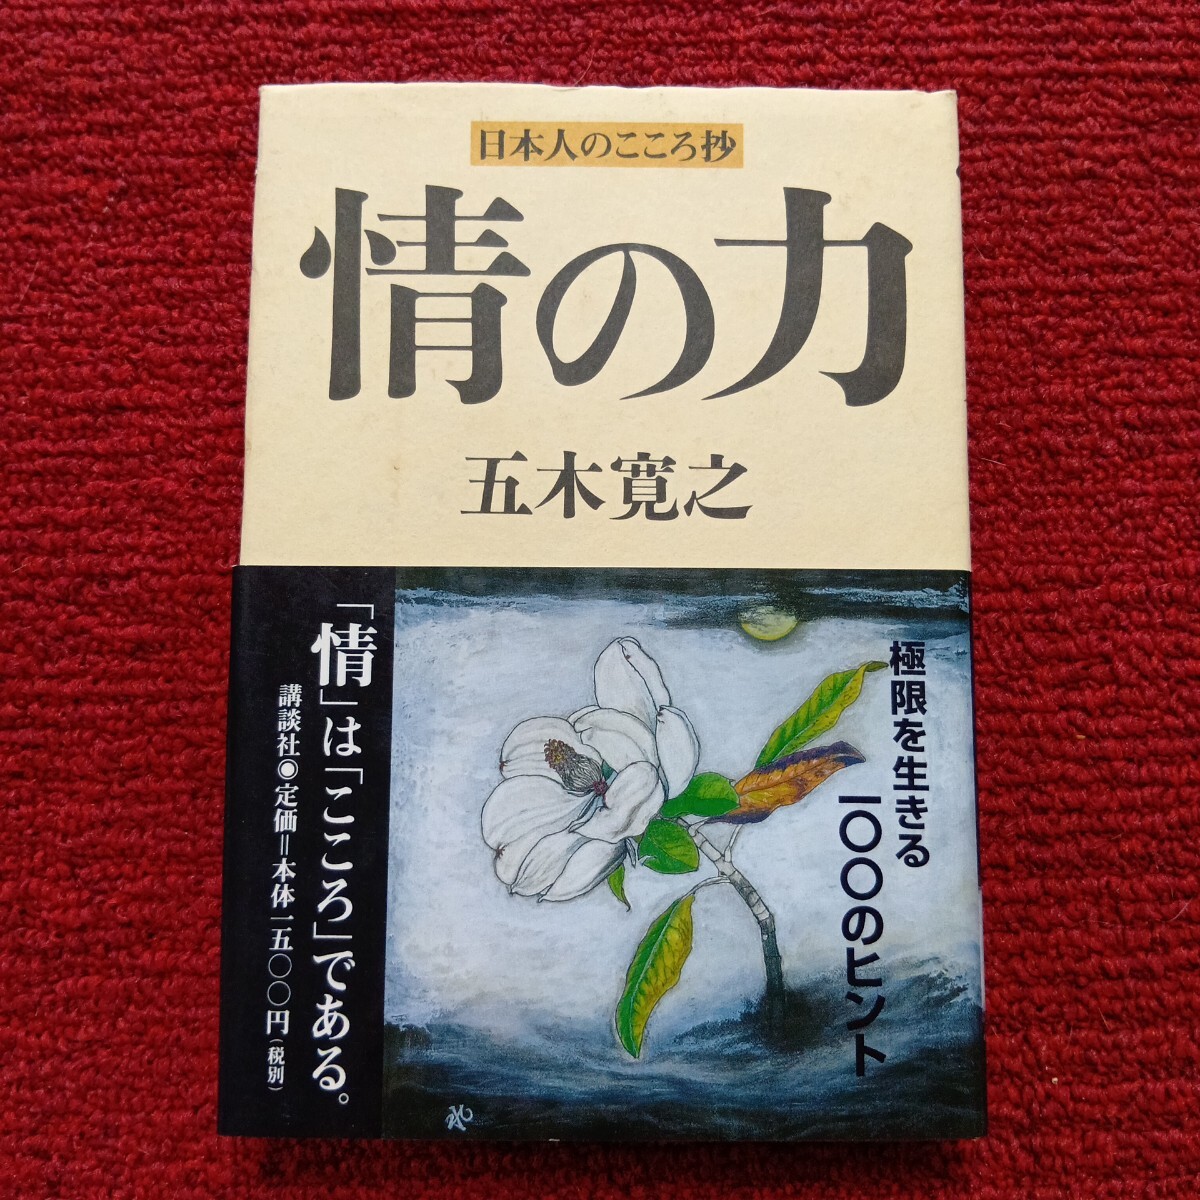 日本人のこころ抄
情の力
五木寛之
極限を生きる
一〇〇のヒント
「情」は「こころ」である。
講談社◉定価=本体一五〇〇円(税別)